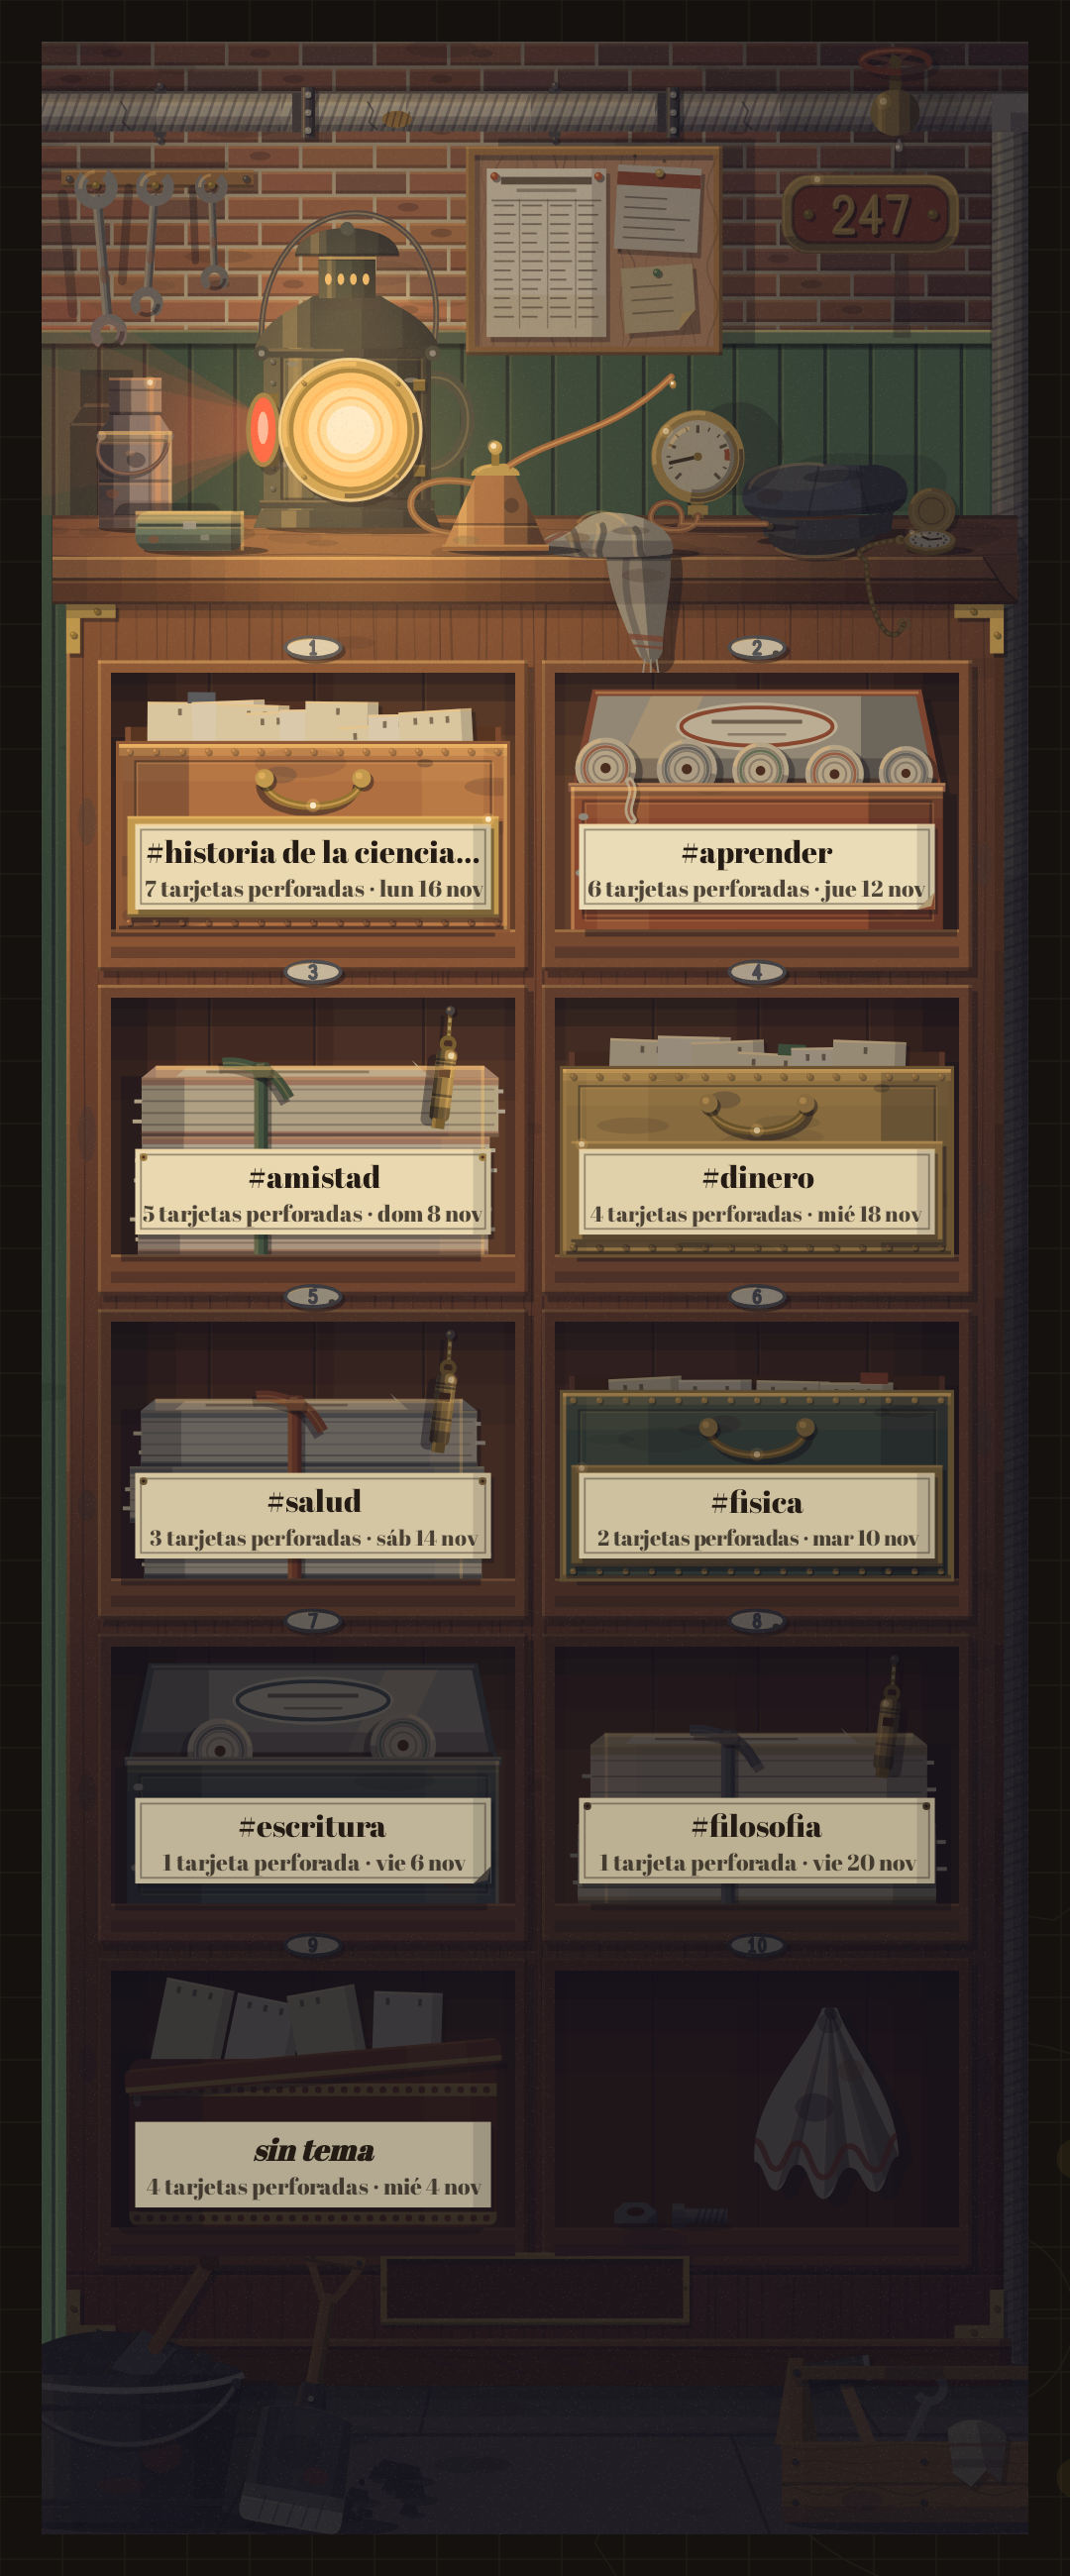 247
1
2
#historia de la ciencia...
7 tarjetas perforadas · lun 16 nov
#aprender
6 tarjetas perforadas · jue 12 nov
3
4
#amistad
5 tarjetas perforadas · dom 8 nov
#dinero
4 tarjetas perforadas · mié 18 nov
5
6
#salud
3 tarjetas perforadas · sáb 14 nov
#fisica
2 tarjetas perforadas · mar 10 nov
7
8
#escritura
1 tarjeta perforada · vie 6 nov
#filosofia
1 tarjeta perforada · vie 20 nov
9
10
sin tema
4 tarjetas perforadas · mié 4 nov